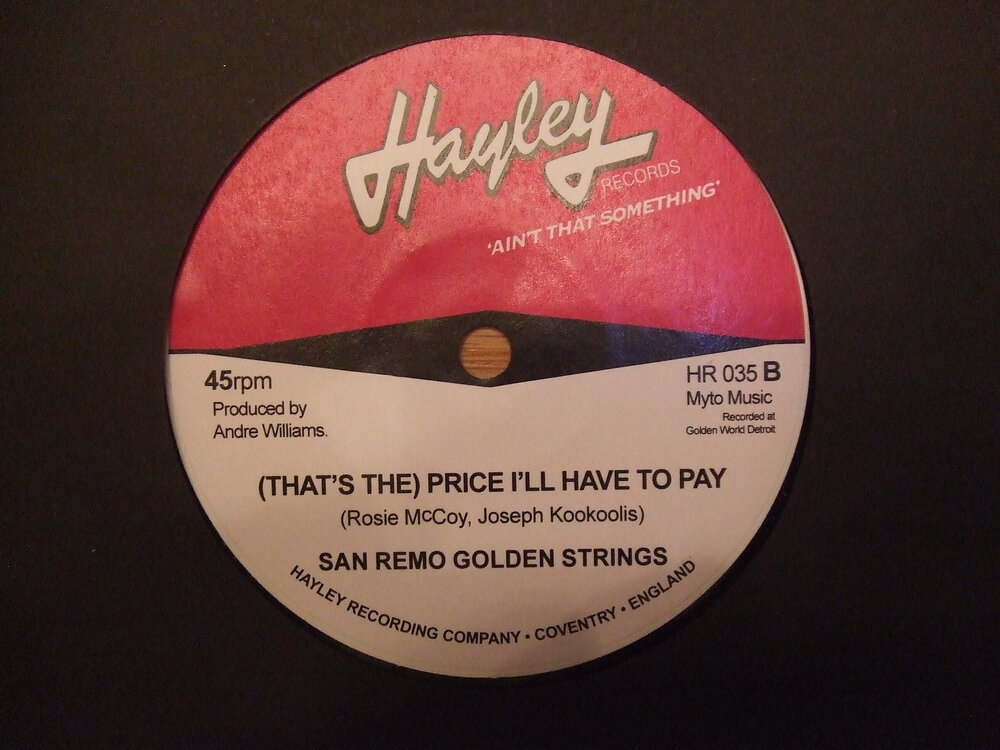 Hayley
RECORDS
'AIN'T THAT SOMETHING'
45rpm
Produced by
Andre Williams.
HR 035 B
Myto Music
Recorded at
Golden World Detroit
(THAT'S THE) PRICE I'LL HAVE TO PAY
(Rosie McCoy, Joseph Kookoolis)
SAN REMO GOLDEN STRINGS
HAYLEY RECORDING COMPANY • COVENTRY • ENGLAND